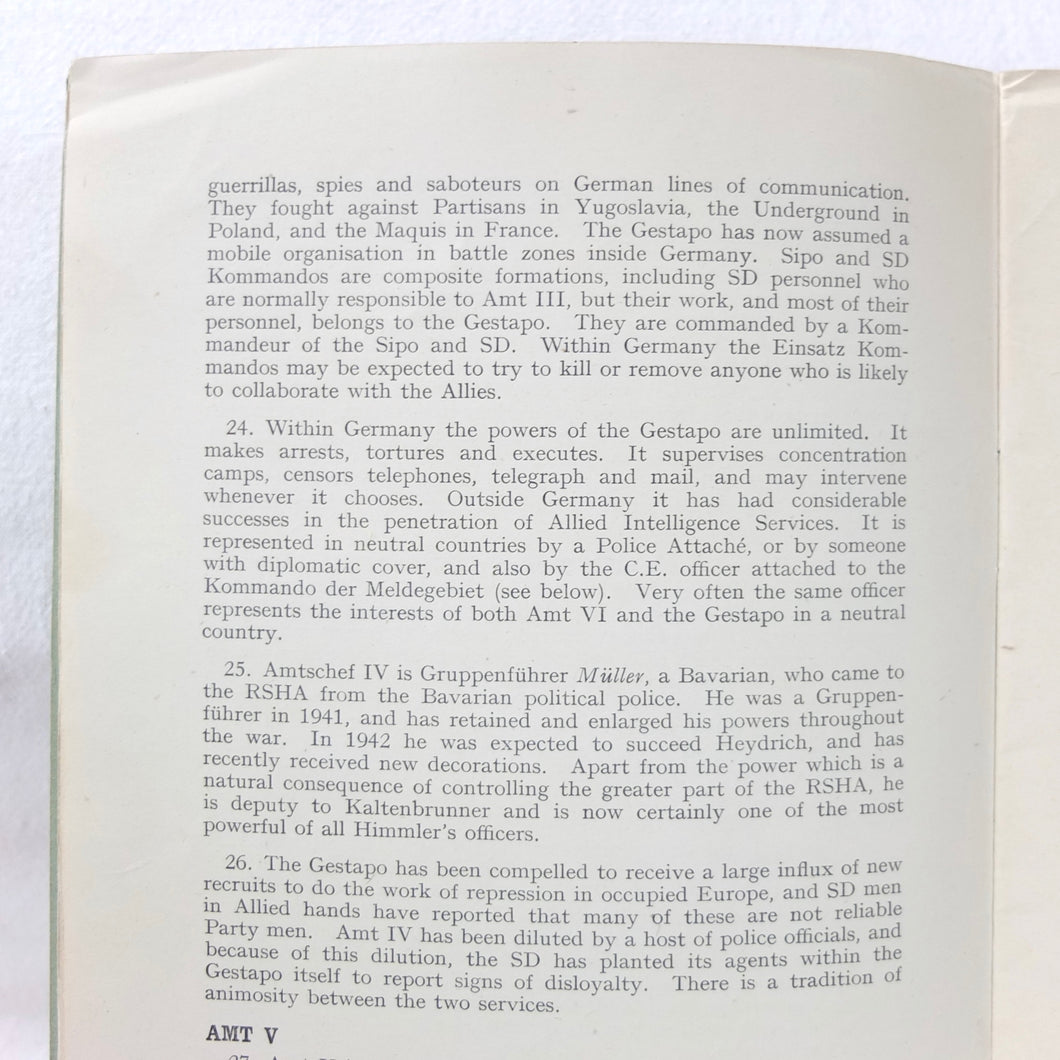 guerrillas, spies and saboteurs on German lines of communication.
They fought against Partisans in Yugoslavia, the Underground in
Poland, and the Maquis in France. The Gestapo has now assumed a
mobile organisation in battle zones inside Germany. Sipo and SD
Kommandos are composite formations, including SD personnel who
are normally responsible to Amt III, but their work, and most of their
personnel, belongs to the Gestapo. They are commanded by a Kom-
mandeur of the Sipo and SD. Within Germany the Einsatz Kom-
mandos may be expected to try to kill or remove anyone who is likely
to collaborate with the Allies.
24. Within Germany the powers of the Gestapo are unlimited. It
makes arrests, tortures and executes. It supervises concentration
camps, censors telephones, telegraph and mail, and may intervene
whenever it chooses. Outside Germany it has had considerable
successes in the penetration of Allied Intelligence Services. It is
represented in neutral countries by a Police Attaché, or by someone
with diplomatic cover, and also by the C.E. officer attached to the
Kommando der Meldegebiet (see below). Very often the same officer
represents the interests of both Amt VI and the Gestapo in a neutral
country.
25. Amtschef IV is Gruppenführer Müller, a Bavarian, who came to
the RSHA from the Bavarian political police. He was a Gruppen-
führer in 1941, and has retained and enlarged his powers throughout
the war. In 1942 he was expected to succeed Heydrich, and has
recently received new decorations. Apart from the power which is a
natural consequence of controlling the greater part of the RSHA, he
is deputy to Kaltenbrunner and is now certainly one of the most
powerful of all Himmler's officers.
26. The Gestapo has been compelled to receive a large influx of new
recruits to do the work of repression in occupied Europe, and SD men
in Allied hands have reported that many of these are not reliable
Party men. Amt IV has been diluted by a host of police officials, and
because of this dilution, the SD has planted its agents within the
Gestapo itself to report signs of disloyalty. There is a tradition of
animosity between the two services.
AMT V